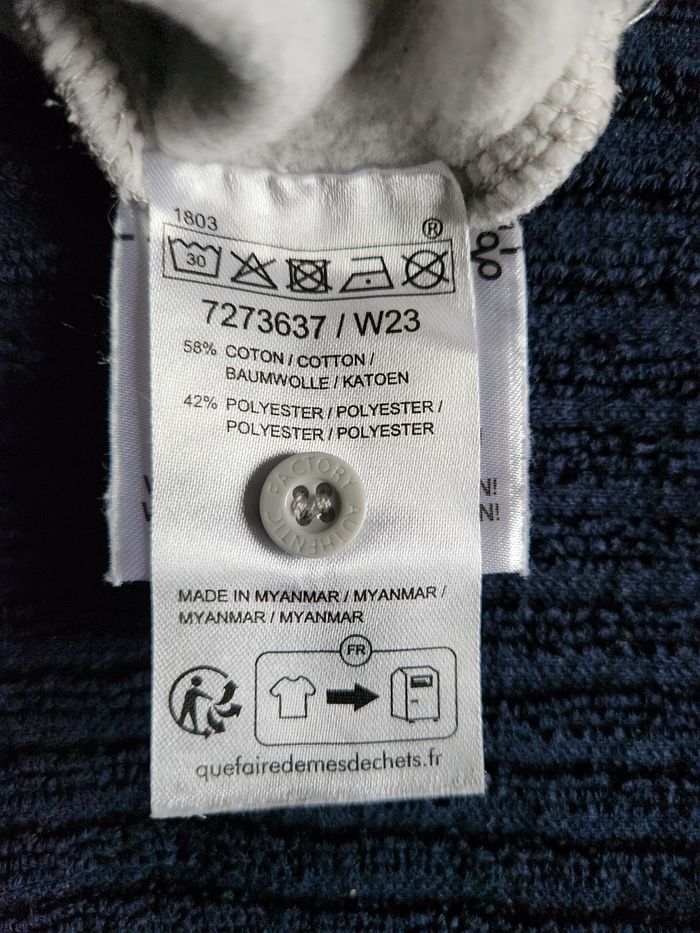 1803
®
30
7273637 / W23
58% COTON / COTTON /
BAUMWOLLE / KATOEN
42% POLYESTER / POLYESTER /
POLYESTER / POLYESTER
AUTHENTIC FACTORY
MADE IN MYANMAR / MYANMAR /
MYANMAR / MYANMAR
FR
quefairedemesdechets.fr